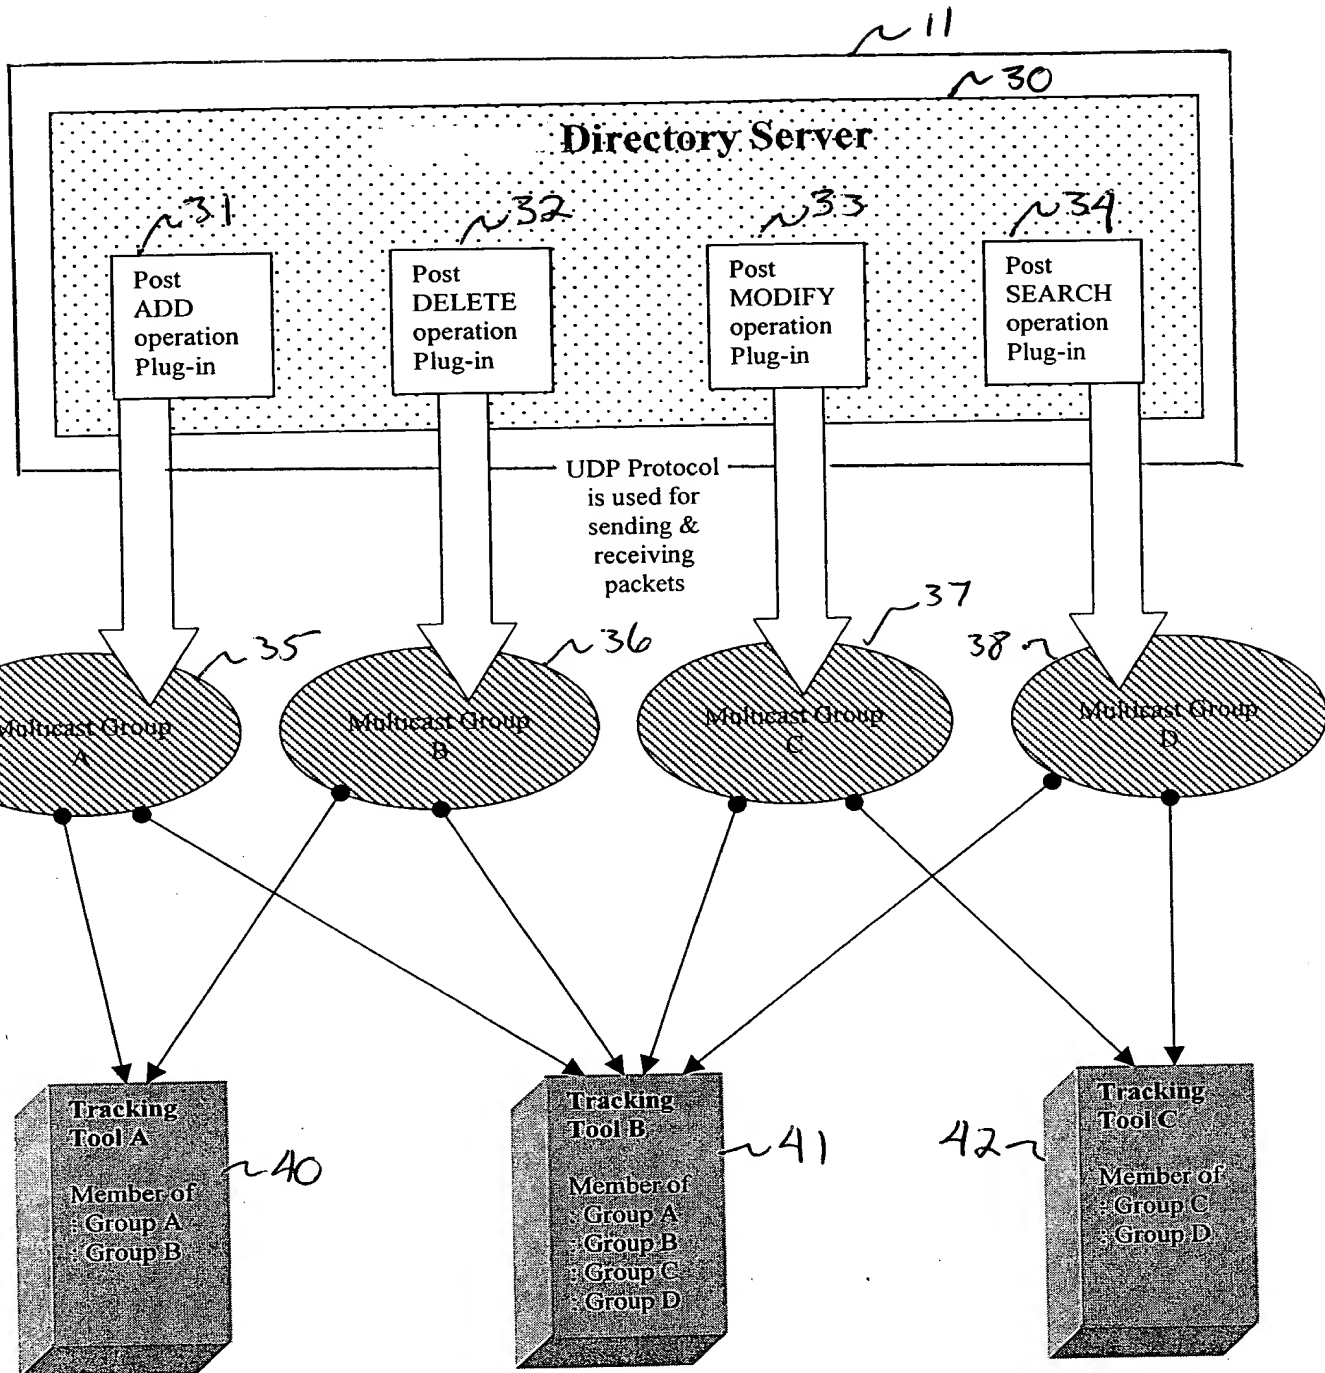 11
30
Directory Server
31
32
33
34
Post
ADD
operation
Plug-in
Post
DELETE
operation
Plug-in
Post
MODIFY
operation
Plug-in
Post
SEARCH
operation
Plug-in
UDP Protocol
is used for
sending &
receiving
packets
35
36
37
38
Multicast Group
A
Multicast Group
B
Multicast Group
C
Multicast Group
D
Tracking
Tool A
Member of
: Group A
: Group B
40
Tracking
Tool B
Member of
: Group A
: Group B
: Group C
: Group D
41
42
Tracking
Tool C
Member of
: Group C
: Group D